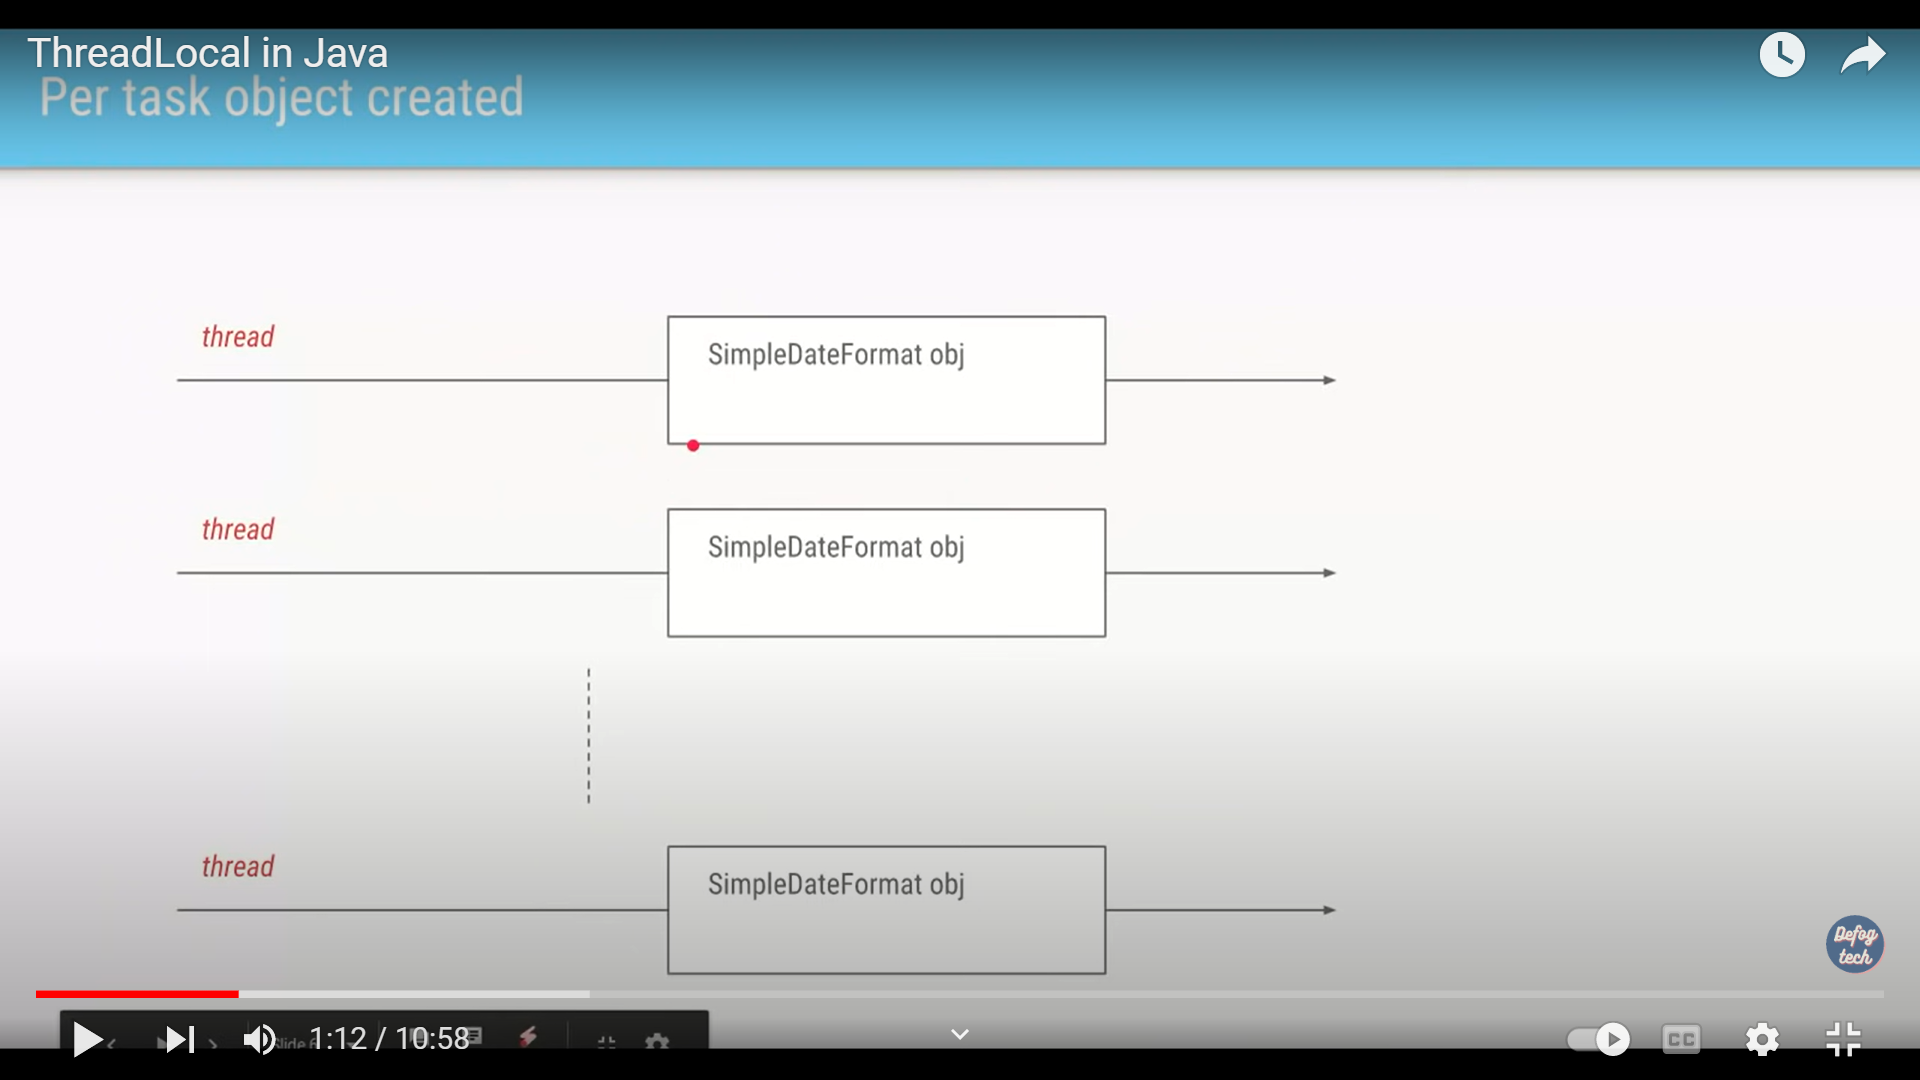 ThreadLocal in Java
Per task object created
thread
SimpleDateFormat obj
thread
SimpleDateFormat obj
thread
SimpleDateFormat obj
Defog
tech
1:12 / 10:58
CC